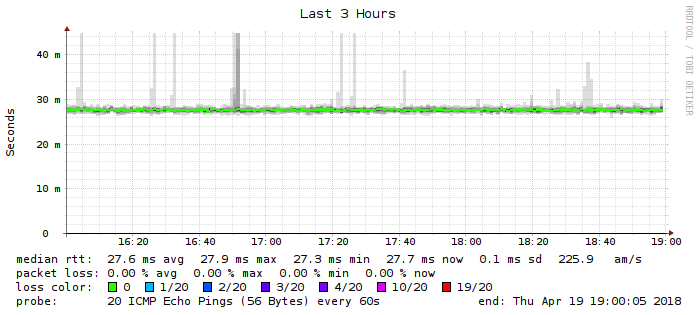 Last 3 Hours
RRDTOOL / TOBI OETIKER
Seconds
40 m
30 m
20 m
10 m
0
16:20 16:40 17:00 17:20 17:40 18:00 18:20 18:40 19:00
median rtt: 27.6 ms avg 27.9 ms max 27.3 ms min 27.7 ms now 0.1 ms sd 225.9 am/s
packet loss: 0.00 % avg 0.00 % max 0.00 % min 0.00 % now
loss color: 0 1/20 2/20 3/20 4/20 10/20 19/20
probe: 20 ICMP Echo Pings (56 Bytes) every 60s end: Thu Apr 19 19:00:05 2018